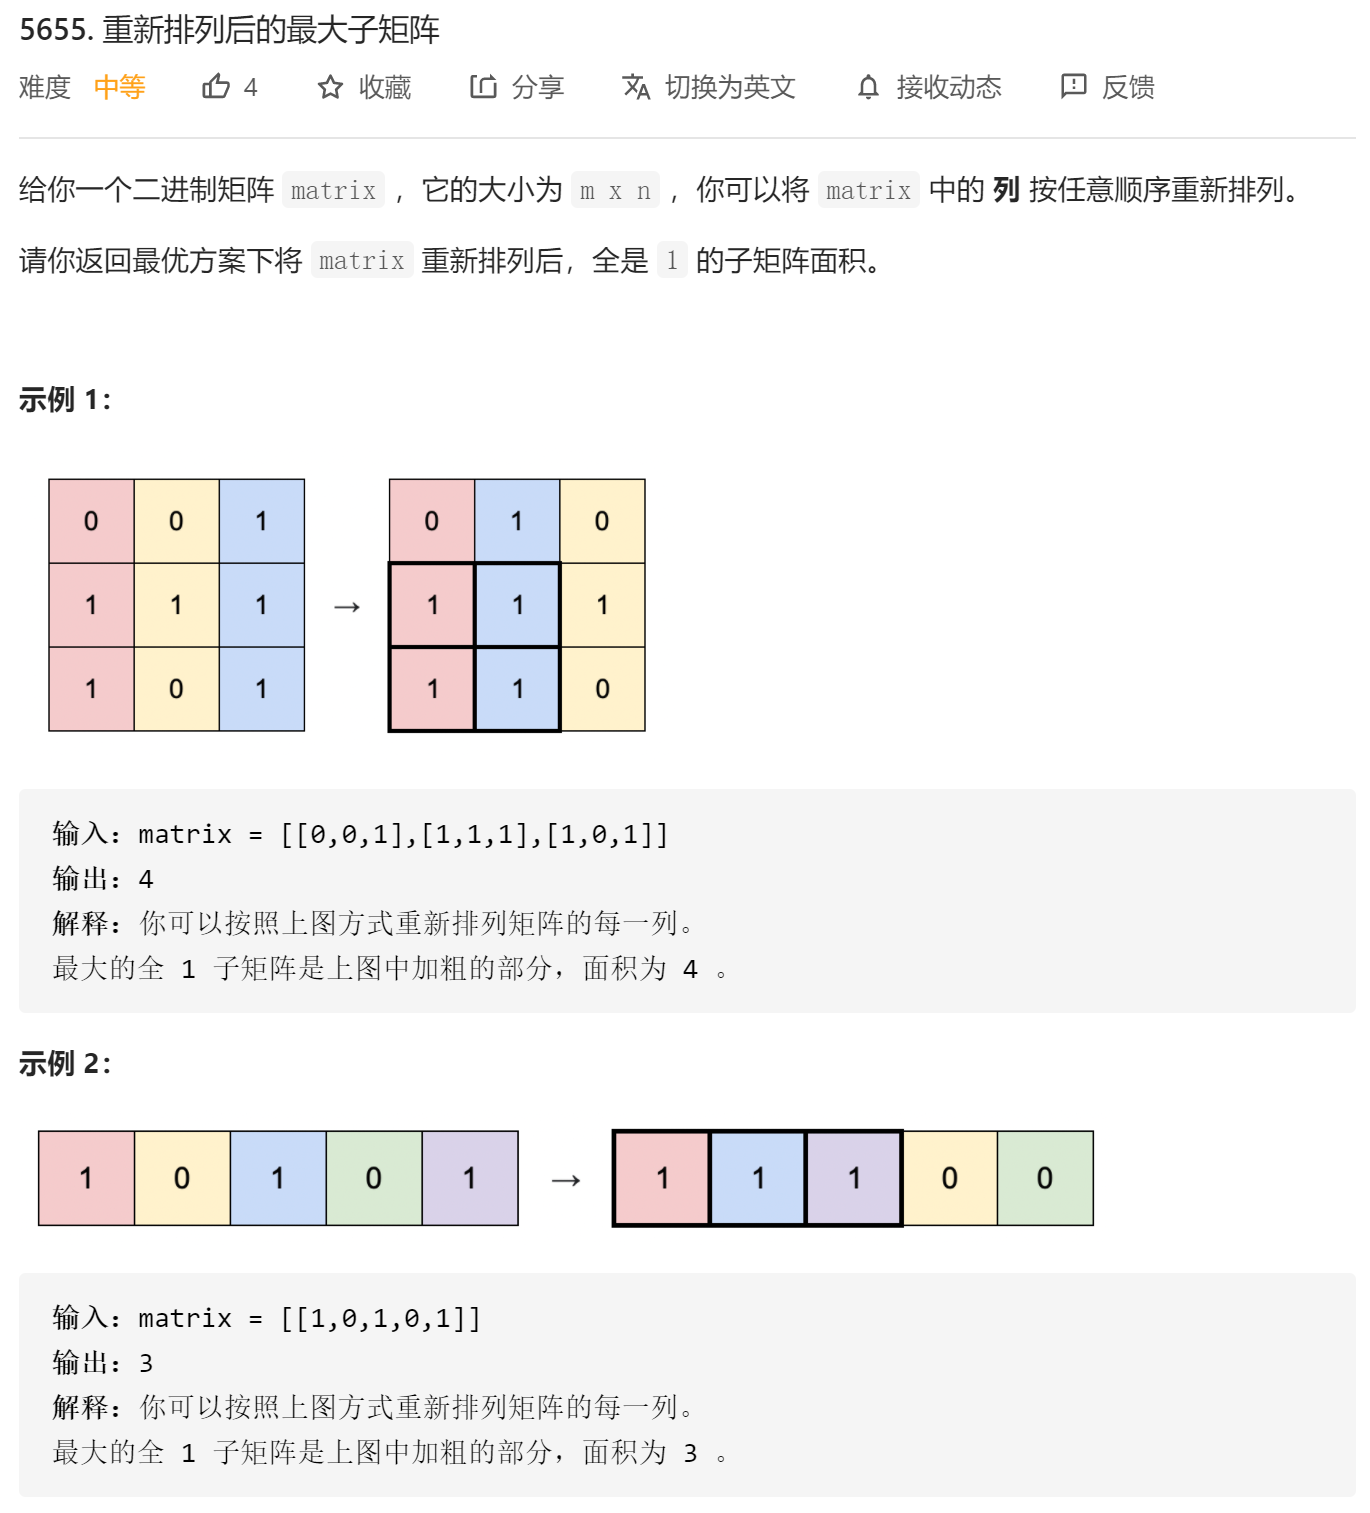 5655. 重新排列后的最大子矩阵
难度 中等 4 收藏 分享 切换为英文 接收动态 反馈
给你一个二进制矩阵 matrix ，它的大小为 m x n ，你可以将 matrix 中的 列 按任意顺序重新排列。
请你返回最优方案下将 matrix 重新排列后，全是 1 的子矩阵面积。
示例 1：
0 0 1 0 1 0
1 1 1 → 1 1 1
1 0 1 1 1 0
输入：matrix = [[0,0,1],[1,1,1],[1,0,1]]
输出：4
解释：你可以按照上图方式重新排列矩阵的每一列。
最大的全 1 子矩阵是上图中加粗的部分，面积为 4 。
示例 2：
1 0 1 0 1 → 1 1 1 0 0
输入：matrix = [[1,0,1,0,1]]
输出：3
解释：你可以按照上图方式重新排列矩阵的每一列。
最大的全 1 子矩阵是上图中加粗的部分，面积为 3 。